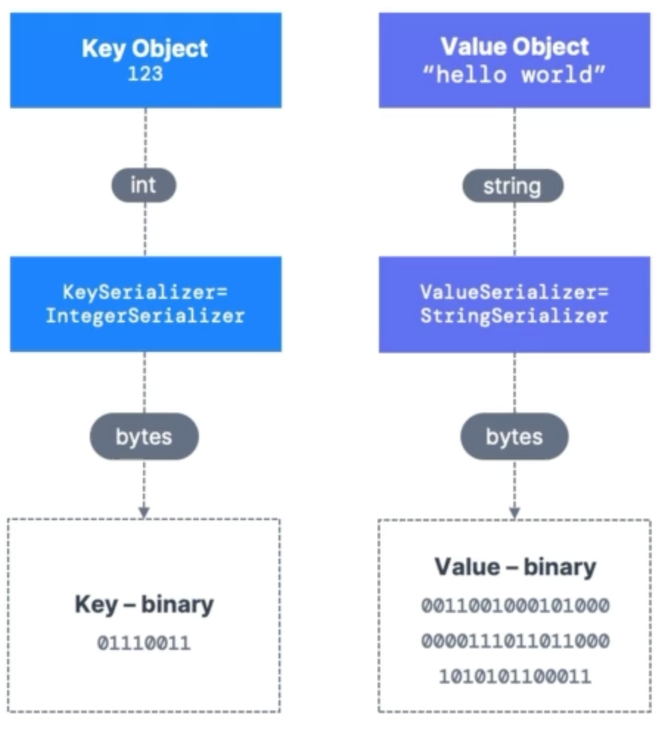 Key Object
123
int
KeySerializer=
IntegerSerializer
bytes
Key – binary
01110011
Value Object
“hello world”
string
ValueSerializer=
StringSerializer
bytes
Value – binary
0011001000101000
0000111011011000
1010101100011